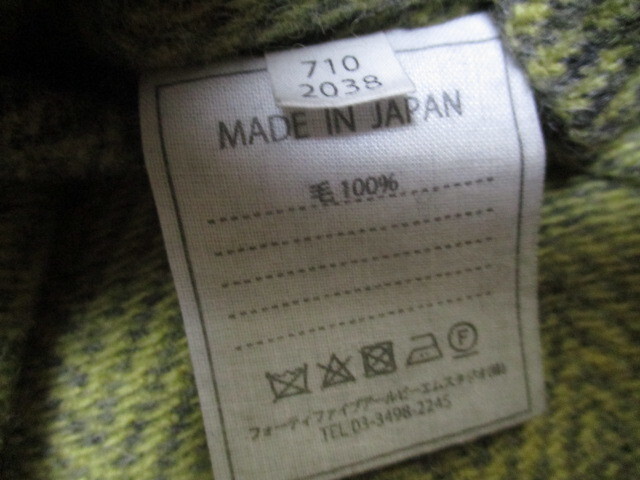 710
2038
MADE IN JAPAN
毛 100%
F
フォーティファイブアールピーエムスタジオ(株)
TEL.03-3498-2245